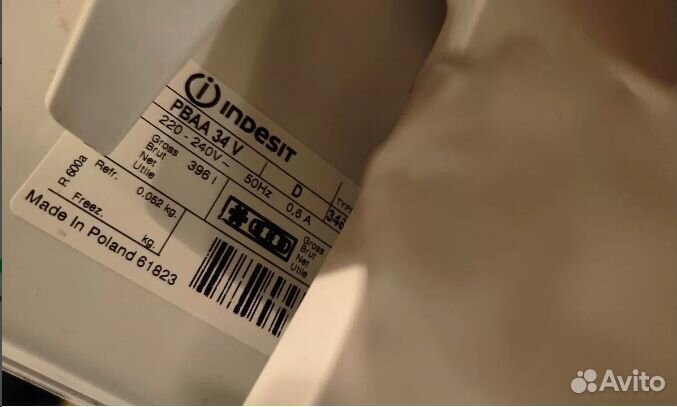 indesit
PBAA 34 V
TYPE
220 - 240V ~ 50Hz D
0,6 A
Gross
Brut
Net
Utile
396 l
Gross
Brut
Net
Utile
R 600a
Refr.
0.052 kg.
Freez.
kg.
Made In Poland 61823
Avito